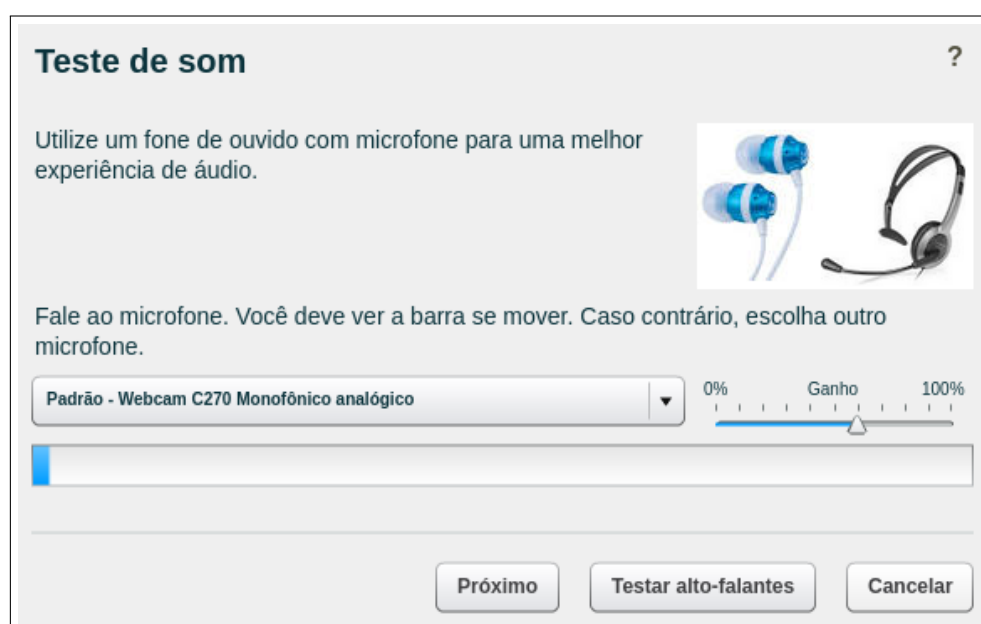 Teste de som
?
Utilize um fone de ouvido com microfone para uma melhor
experiência de áudio.
Fale ao microfone. Você deve ver a barra se mover. Caso contrário, escolha outro
microfone.
Padrão - Webcam C270 Monofônico analógico
0% Ganho 100%
Próximo
Testar alto-falantes
Cancelar